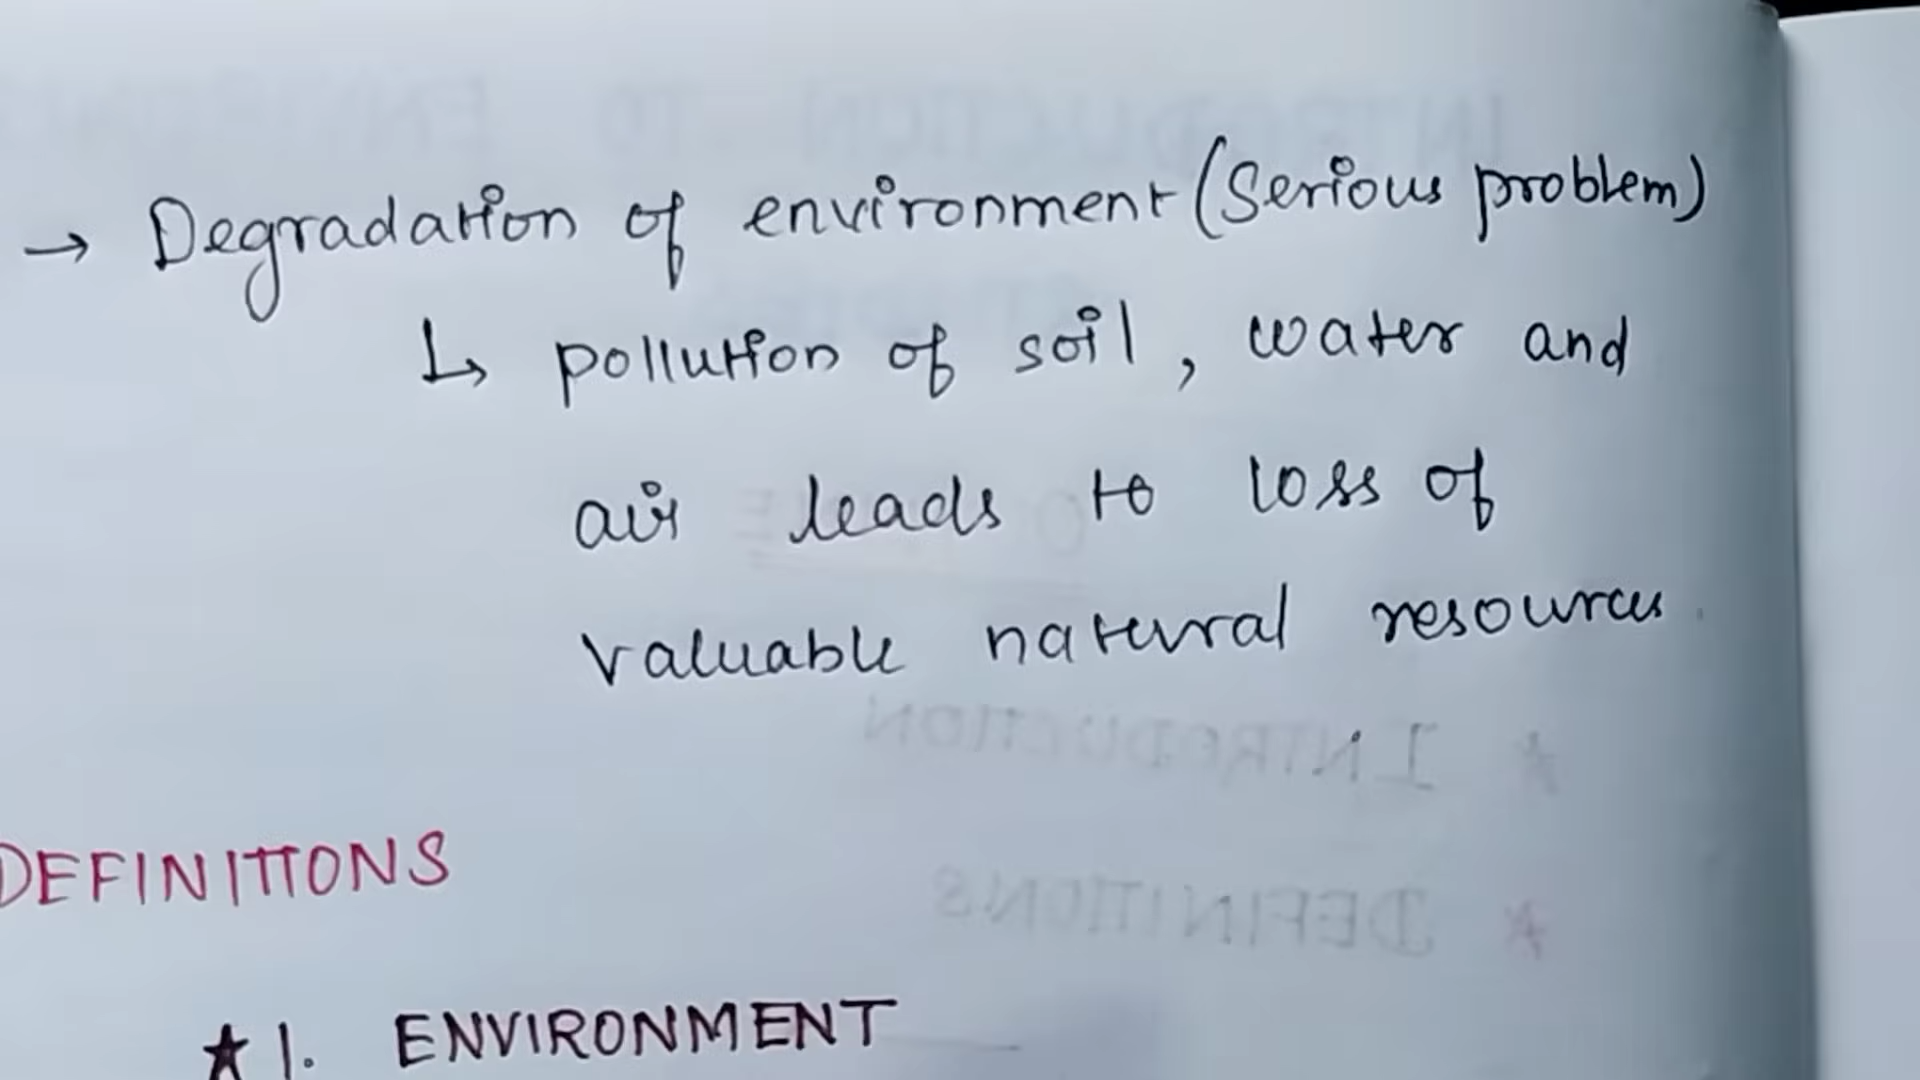 → Degradation of environment (Serious problem)
↳ pollution of soil, water and
air leads to loss of
valuable natural resources.
DEFINITIONS
★ 1. ENVIRONMENT